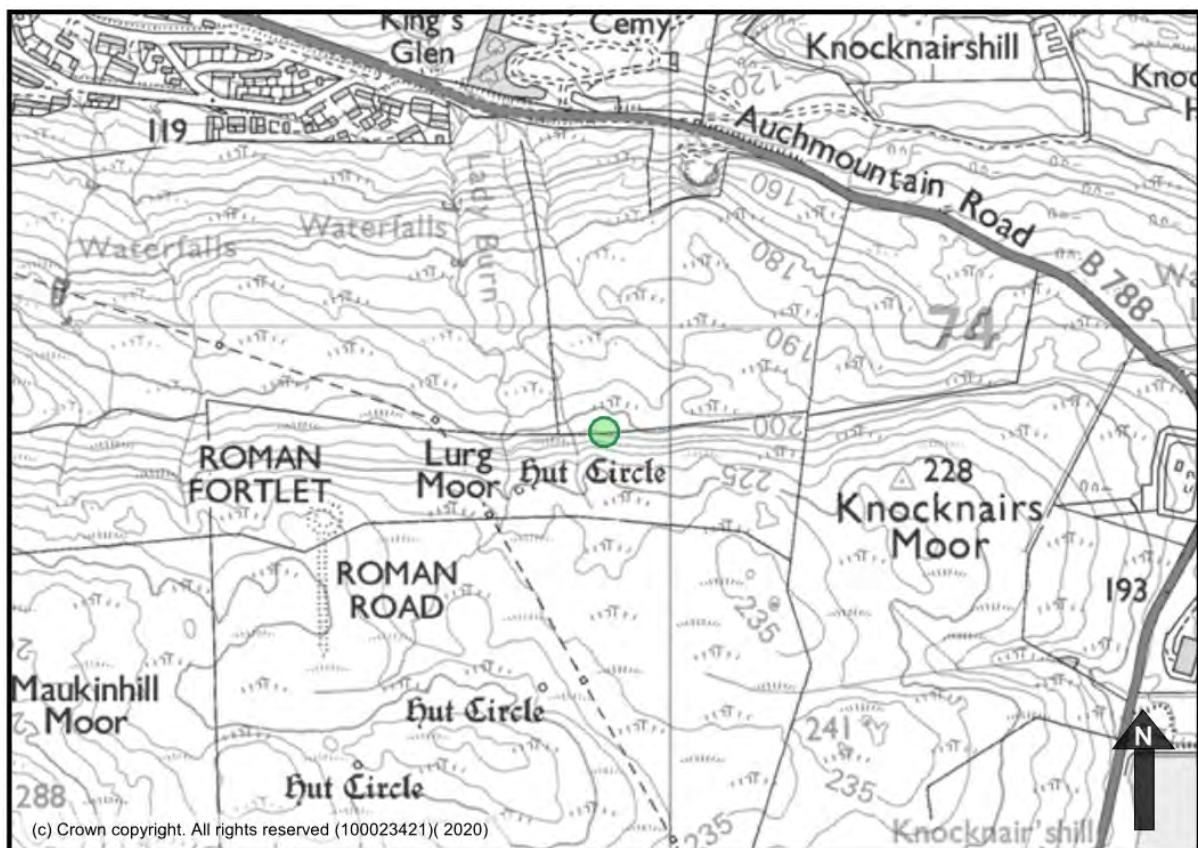 King's
Glen
Cemy
Knocknairshill
120
119
Auchmountain Road
160
Lady Burn
Waterfalls
Waterfalls
180
B 788
74
190
200
ROMAN
FORTLET
Lurg
Moor
Hut Circle
225
228
Knocknairs
Moor
ROMAN
ROAD
235
193
Maukinhill
Moor
Hut Circle
241
N
Hut Circle
235
288
235
Knocknair'shill
(c) Crown copyright. All rights reserved (100023421)( 2020)